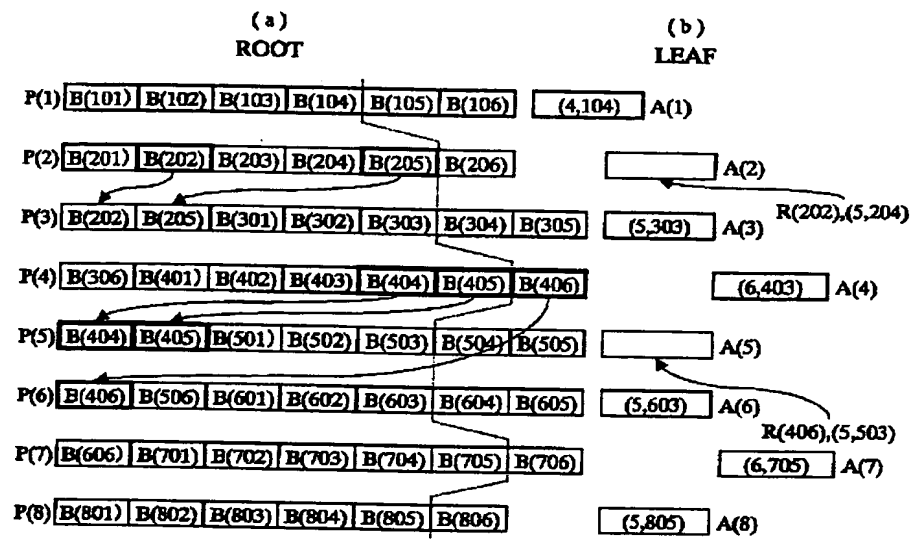 (a)
ROOT
(b)
LEAF
P(1) B(101) B(102) B(103) B(104) B(105) B(106) (4,104) A(1)
P(2) B(201) B(202) B(203) B(204) B(205) B(206) A(2)
R(202),(5,204)
P(3) B(202) B(205) B(301) B(302) B(303) B(304) B(305) (5,303) A(3)
P(4) B(306) B(401) B(402) B(403) B(404) B(405) B(406) (6,403) A(4)
P(5) B(404) B(405) B(501) B(502) B(503) B(504) B(505) A(5)
P(6) B(406) B(506) B(601) B(602) B(603) B(604) B(605) (5,603) A(6)
R(406),(5,503)
P(7) B(606) B(701) B(702) B(703) B(704) B(705) B(706) (6,705) A(7)
P(8) B(801) B(802) B(803) B(804) B(805) B(806) (5,805) A(8)